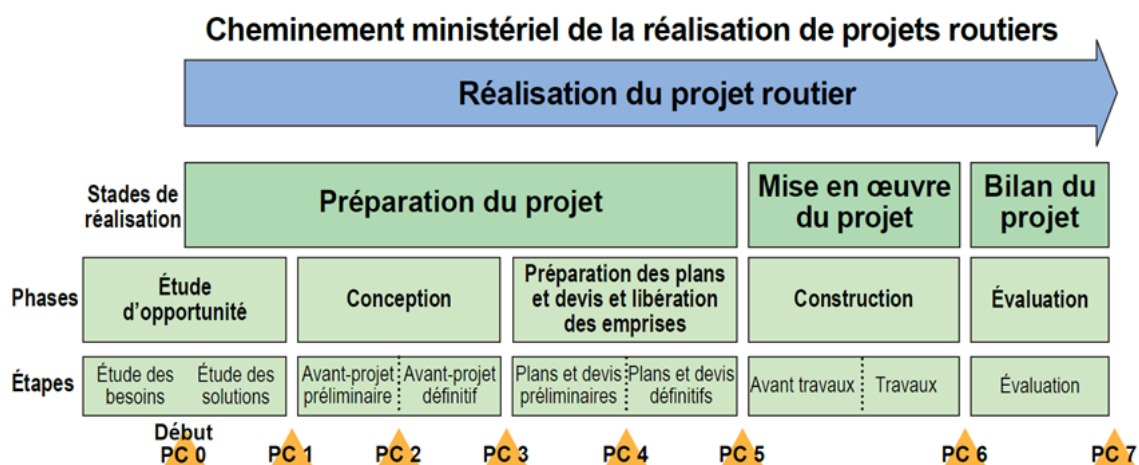 Cheminement ministériel de la réalisation de projets routiers
Réalisation du projet routier
Stades de
réalisation
Préparation du projet
Mise en œuvre
du projet
Bilan du
projet
Phases
Étude
d'opportunité
Conception
Préparation des plans
et devis et libération
des emprises
Construction
Évaluation
Étapes
Étude des
besoins
Étude des
solutions
Avant-projet
préliminaire
Avant-projet
définitif
Plans et devis
préliminaires
Plans et devis
définitifs
Avant travaux
Travaux
Évaluation
Début
PC 0
PC 1
PC 2
PC 3
PC 4
PC 5
PC 6
PC 7